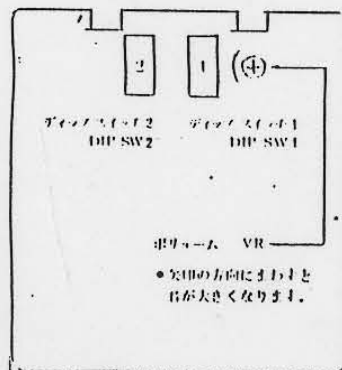 2 1
ディップスイッチ2 ディップスイッチ1
DIP SW2 DIP SW1
ボリューム VR
● 矢印の方向にまわすと
音が大きくなります。